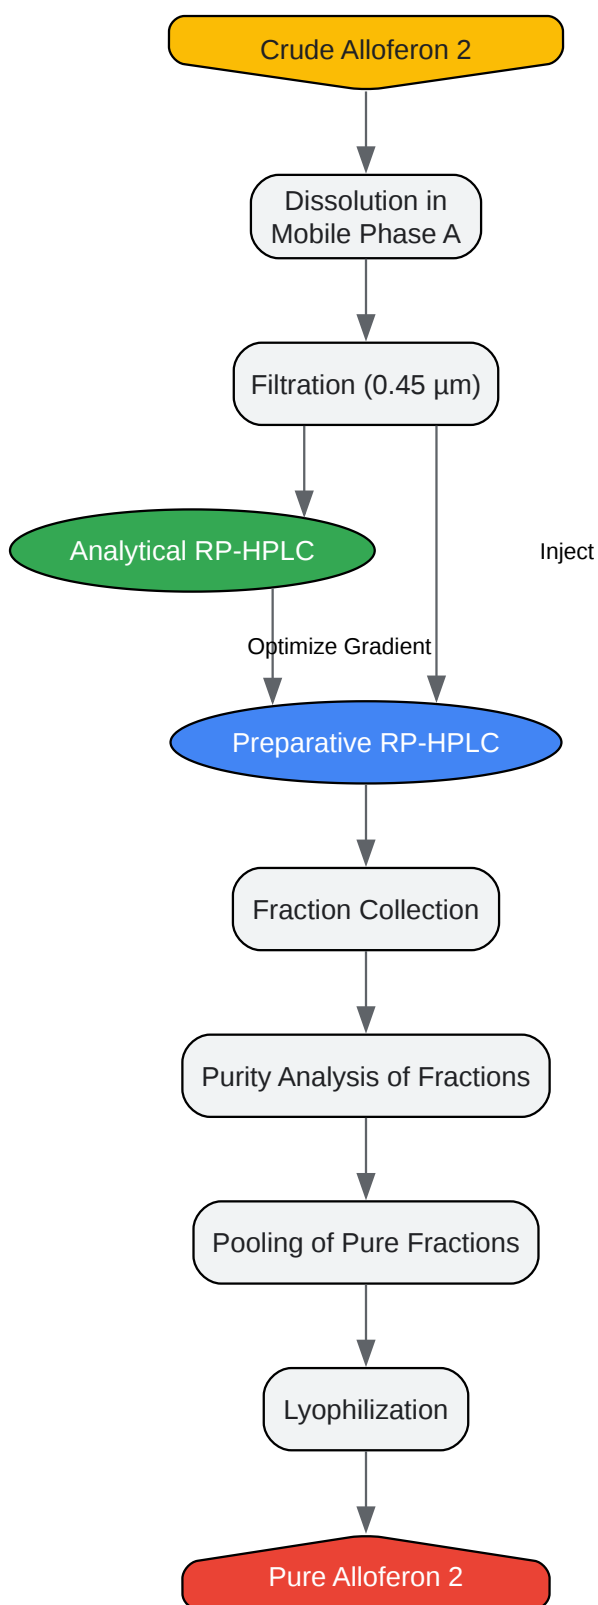 Crude Alloferon 2
Dissolution in
Mobile Phase A
Filtration (0.45 µm)
Analytical RP-HPLC
Inject
Optimize Gradient
Preparative RP-HPLC
Fraction Collection
Purity Analysis of Fractions
Pooling of Pure Fractions
Lyophilization
Pure Alloferon 2